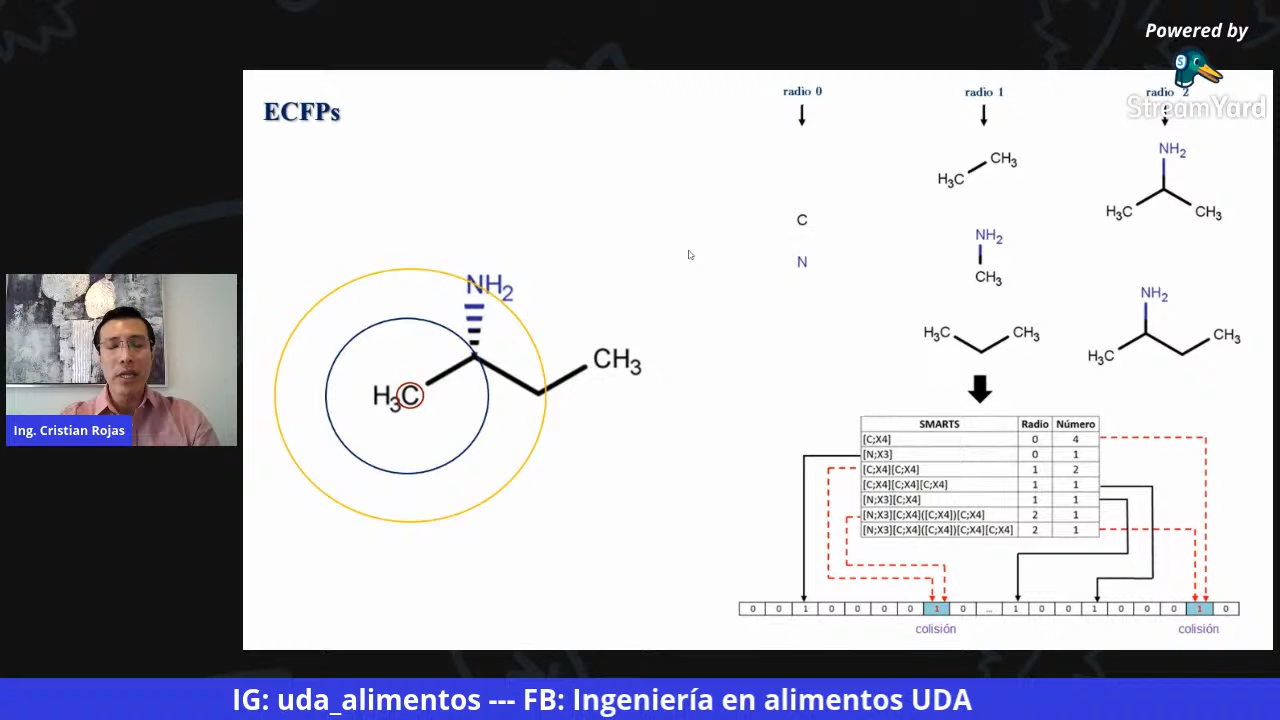 Powered by
S
StreamYard
ECFPs
radio 0
radio 1
radio 2
C
N
H3C
CH3
NH2
CH3
H3C
CH3
NH2
H3C
CH3
NH2
H3C
CH3
NH2
H3C
CH3
SMARTS Radio Número
[C;X4] 0 4
[N;X3] 0 1
[C;X4][C;X4] 1 2
[C;X4][C;X4][C;X4] 1 1
[N;X3][C;X4] 1 1
[N;X3][C;X4]([C;X4])[C;X4] 2 1
[N;X3][C;X4]([C;X4])[C;X4][C;X4] 2 1
0 0 1 0 0 0 0 1 0 ... 1 0 0 1 0 0 0 1 0
colisión
colisión
Ing. Cristian Rojas
IG: uda_alimentos --- FB: Ingeniería en alimentos UDA